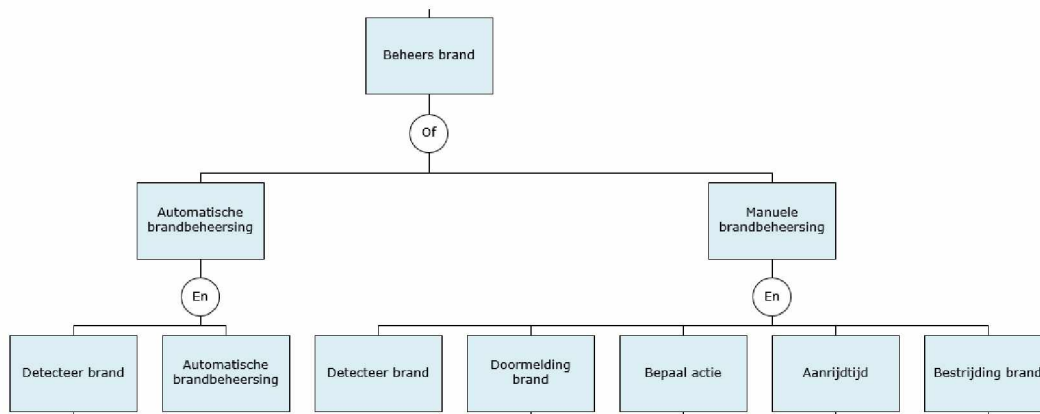 Beheers brand
Of
Automatische
brandbeheersing
Manuele
brandbeheersing
En
En
Detecteer brand
Automatische
brandbeheersing
Detecteer brand
Doormelding
brand
Bepaal actie
Aanrijdtijd
Bestrijding brand